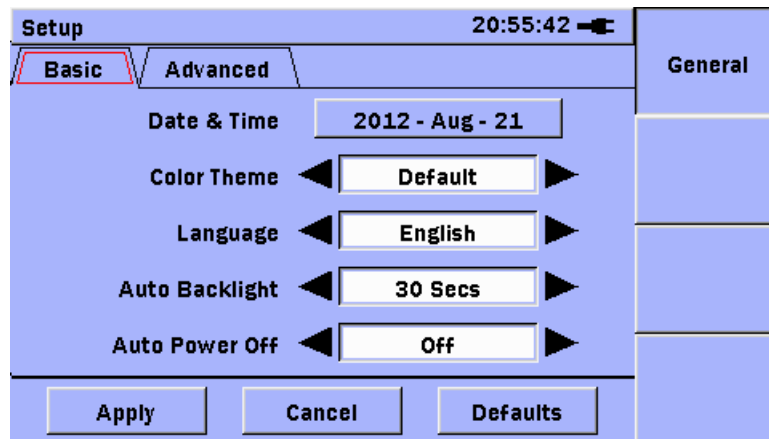 Setup 20:55:42
Basic Advanced General
Date & Time 2012 - Aug - 21
Color Theme Default
Language English
Auto Backlight 30 Secs
Auto Power Off Off
Apply Cancel Defaults